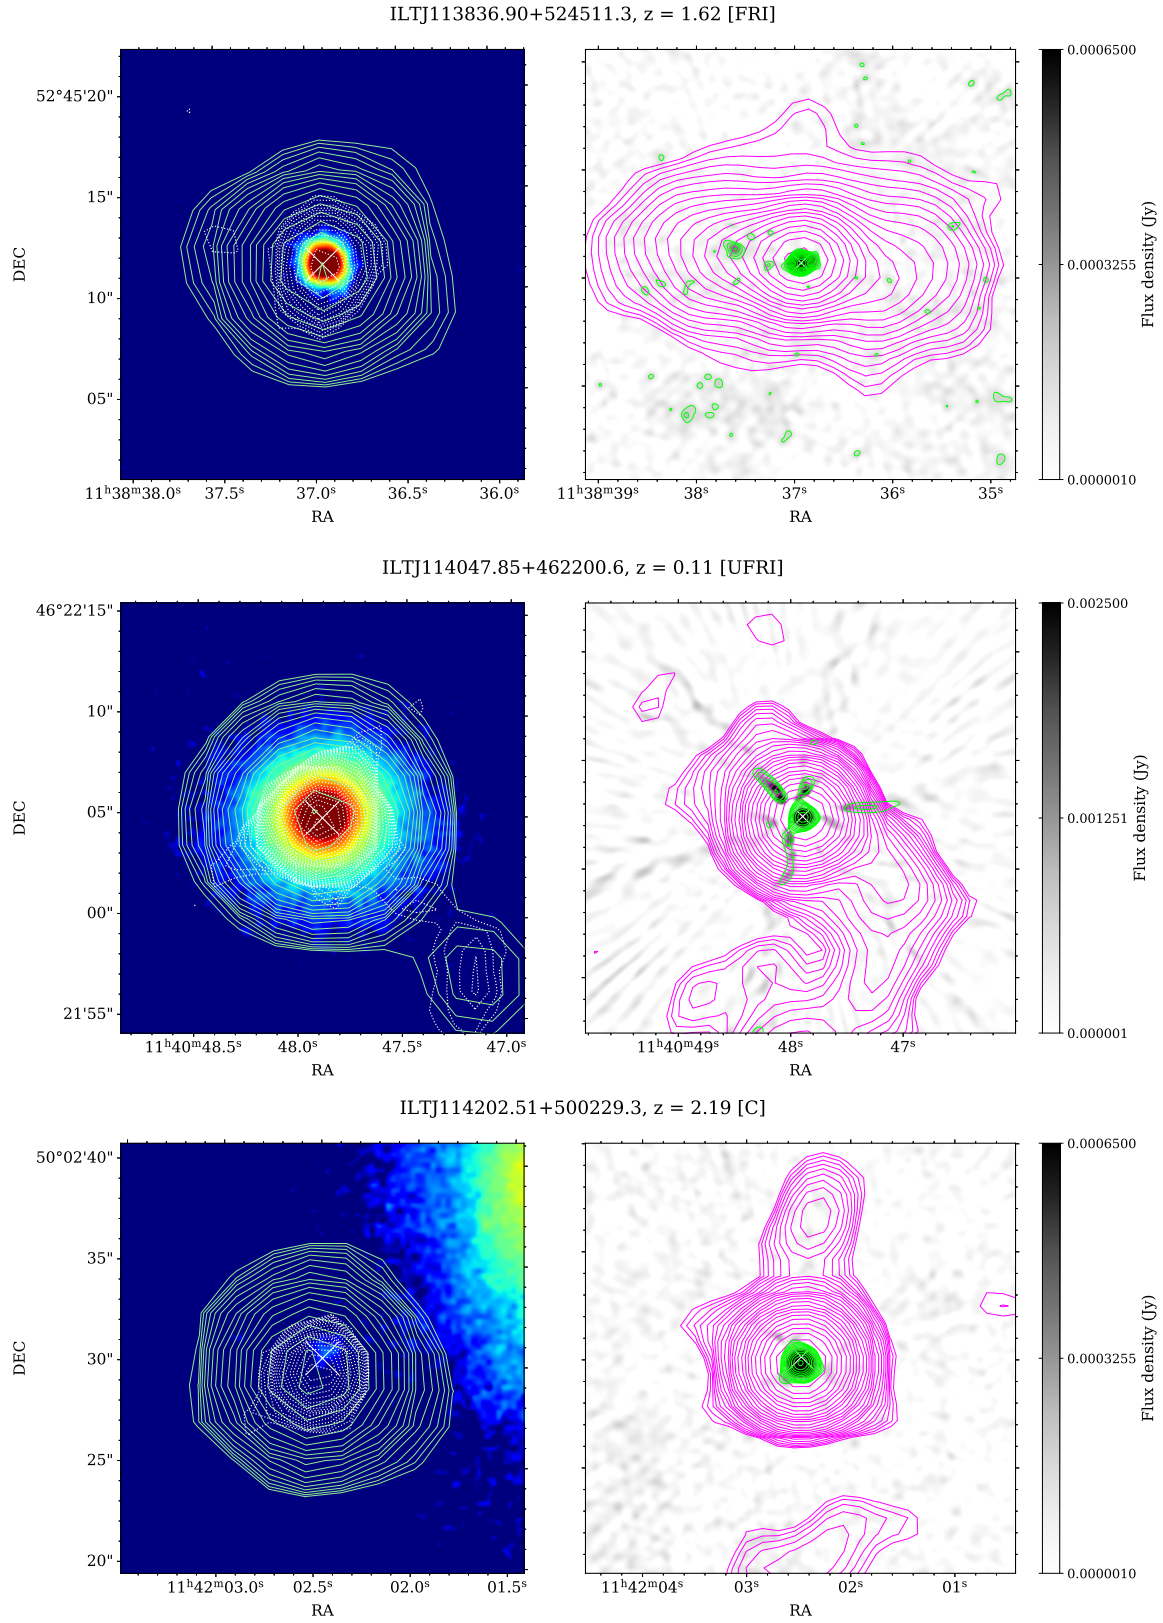 ILTJ113836.90+524511.3, z = 1.62 [FRI]
52°45'20"
15"
10"
05"
DEC
11ʰ38ᵐ38.0ˢ 37.5ˢ 37.0ˢ 36.5ˢ 36.0ˢ
RA
11ʰ38ᵐ39ˢ 38ˢ 37ˢ 36ˢ 35ˢ
RA
0.0006500
0.0003255
0.0000010
Flux density (Jy)
ILTJ114047.85+462200.6, z = 0.11 [UFRI]
46°22'15"
10"
05"
00"
21'55"
DEC
11ʰ40ᵐ48.5ˢ 48.0ˢ 47.5ˢ 47.0ˢ
RA
11ʰ40ᵐ49ˢ 48ˢ 47ˢ
RA
0.002500
0.001251
0.000001
Flux density (Jy)
ILTJ114202.51+500229.3, z = 2.19 [C]
50°02'40"
35"
30"
25"
20"
DEC
11ʰ42ᵐ03.0ˢ 02.5ˢ 02.0ˢ 01.5ˢ
RA
11ʰ42ᵐ04ˢ 03ˢ 02ˢ 01ˢ
RA
0.0006500
0.0003255
0.0000010
Flux density (Jy)